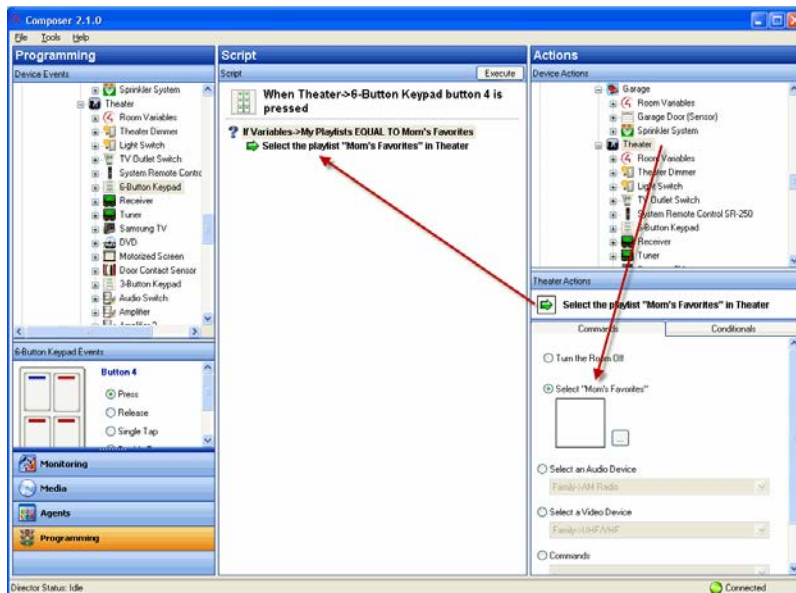 Composer 2.1.0
File Tools Help
Programming
Device Events
Sprinkler System
Theater
Room Variables
Theater Dimmer
Light Switch
TV Outlet Switch
System Remote Contrc
6-Button Keypad
Receiver
Tuner
Samsung TV
DVD
Motorized Screen
Door Contact Sensor
3-Button Keypad
Audio Switch
Amplifier
6-Button Keypad Events
Button 4
Press
Release
Single Tap
Monitoring
Media
Agents
Programming
Script
Script
Execute
When Theater->6-Button Keypad button 4 is
pressed
? If Variables->My Playlists EQUAL TO Mom's Favorites
Select the playlist "Mom's Favorites" in Theater
Actions
Device Actions
Garage
Room Variables
Garage Door (Sensor)
Sprinkler System
Theater
Room Variables
Theater Dimmer
Light Switch
TV Outlet Switch
System Remote Control SR-250
6-Button Keypad
Receiver
Tuner
Theater Actions
Select the playlist "Mom's Favorites" in Theater
Commands
Conditionals
Turn the Room Off
Select "Mom's Favorites"
...
Select an Audio Device
Family->AM Radio
Select a Video Device
Family->UHF/VHF
Commands
Director Status: Idle
Connected